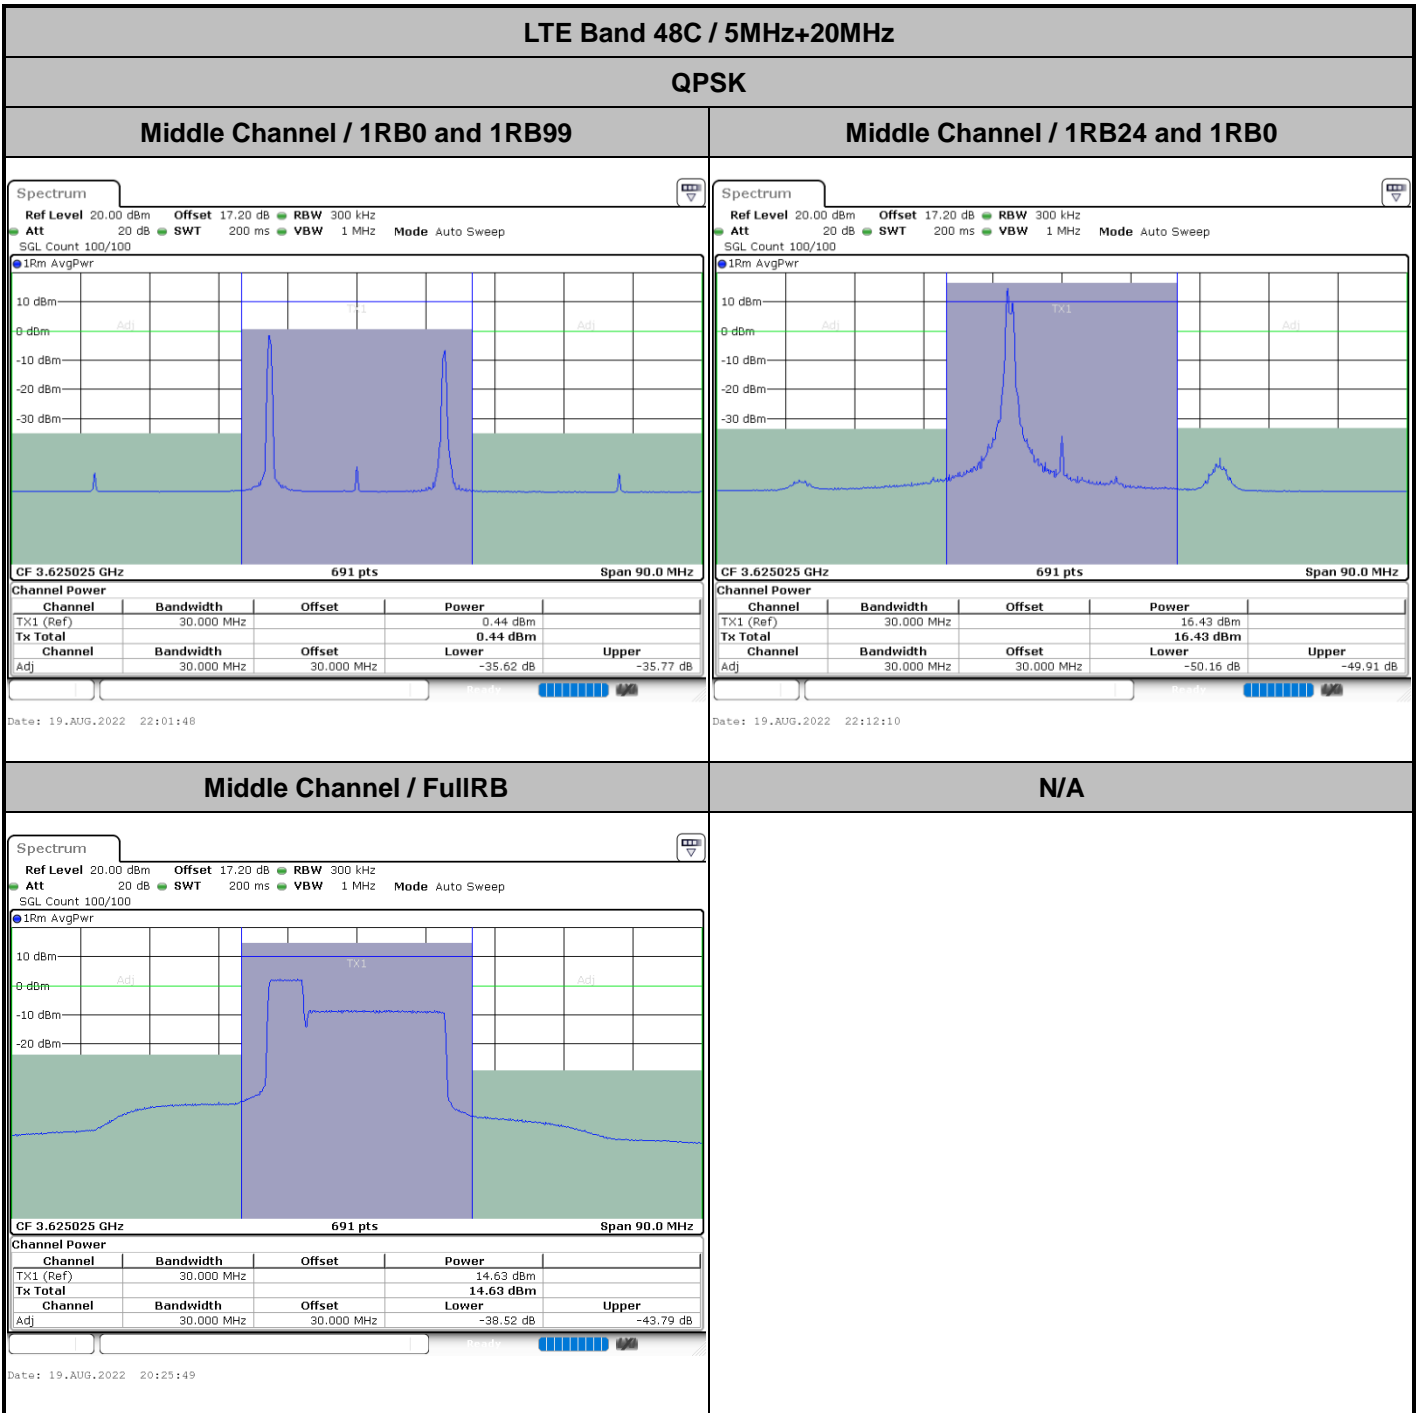 LTE Band 48C / 5MHz+20MHz
QPSK
Middle Channel / 1RB0 and 1RB99
Middle Channel / 1RB24 and 1RB0
Spectrum
Ref Level 20.00 dBm Offset 17.20 dB RBW 300 kHz
Att 20 dB SWT 200 ms VBW 1 MHz Mode Auto Sweep
SGL Count 100/100
1Rm AvgPwr
10 dBm
TX1
0 dBm
Adj
Adj
-10 dBm
-20 dBm
-30 dBm
CF 3.625025 GHz 691 pts Span 90.0 MHz
Channel Power
Channel Bandwidth Offset Power
TX1 (Ref) 30.000 MHz 0.44 dBm
Tx Total 0.44 dBm
Channel Bandwidth Offset Lower Upper
Adj 30.000 MHz 30.000 MHz -35.62 dB -35.77 dB
Ready
Date: 19.AUG.2022 22:01:48
Spectrum
Ref Level 20.00 dBm Offset 17.20 dB RBW 300 kHz
Att 20 dB SWT 200 ms VBW 1 MHz Mode Auto Sweep
SGL Count 100/100
1Rm AvgPwr
10 dBm
TX1
0 dBm
Adj
Adj
-10 dBm
-20 dBm
-30 dBm
CF 3.625025 GHz 691 pts Span 90.0 MHz
Channel Power
Channel Bandwidth Offset Power
TX1 (Ref) 30.000 MHz 16.43 dBm
Tx Total 16.43 dBm
Channel Bandwidth Offset Lower Upper
Adj 30.000 MHz 30.000 MHz -50.16 dB -49.91 dB
Ready
Date: 19.AUG.2022 22:12:10
Middle Channel / FullRB
N/A
Spectrum
Ref Level 20.00 dBm Offset 17.20 dB RBW 300 kHz
Att 20 dB SWT 200 ms VBW 1 MHz Mode Auto Sweep
SGL Count 100/100
1Rm AvgPwr
10 dBm
TX1
0 dBm
Adj
Adj
-10 dBm
-20 dBm
CF 3.625025 GHz 691 pts Span 90.0 MHz
Channel Power
Channel Bandwidth Offset Power
TX1 (Ref) 30.000 MHz 14.63 dBm
Tx Total 14.63 dBm
Channel Bandwidth Offset Lower Upper
Adj 30.000 MHz 30.000 MHz -38.52 dB -43.79 dB
Ready
Date: 19.AUG.2022 20:25:49